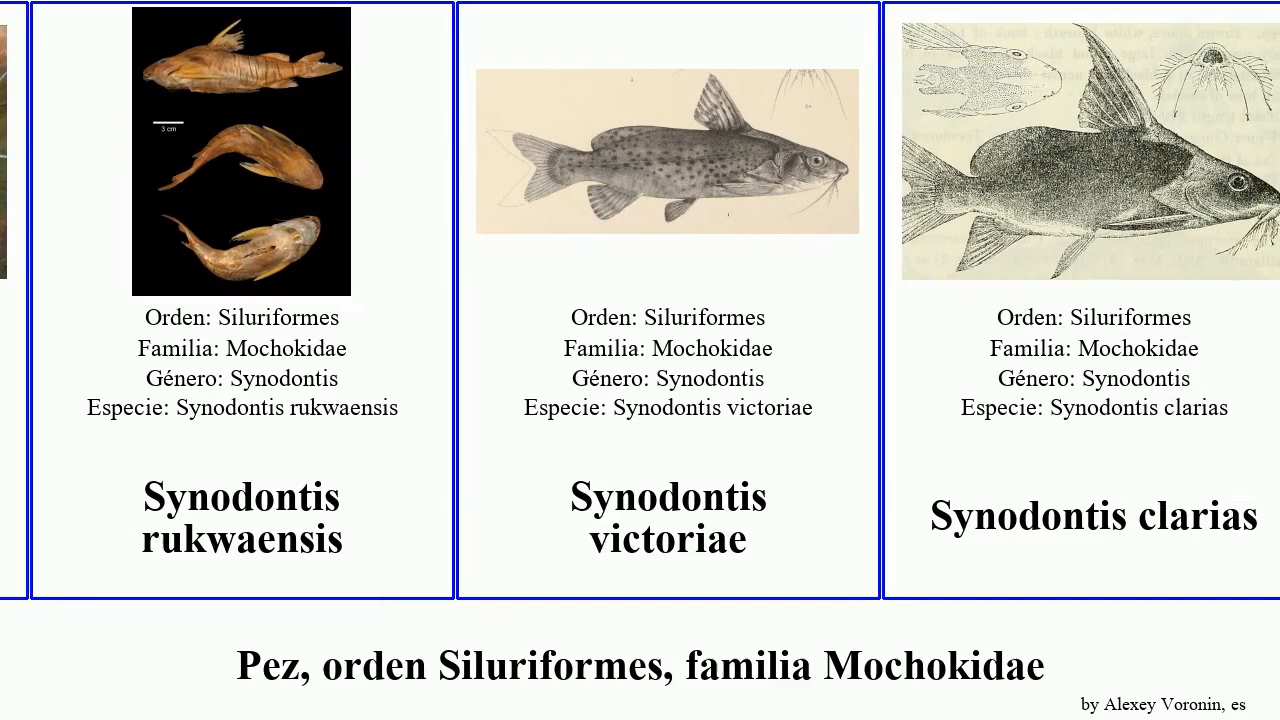 3 cm
Orden: Siluriformes
Familia: Mochokidae
Género: Synodontis
Especie: Synodontis rukwaensis
Synodontis
rukwaensis
Orden: Siluriformes
Familia: Mochokidae
Género: Synodontis
Especie: Synodontis victoriae
Synodontis
victoriae
Orden: Siluriformes
Familia: Mochokidae
Género: Synodontis
Especie: Synodontis clarias
Synodontis clarias
Pez, orden Siluriformes, familia Mochokidae
by Alexey Voronin, es